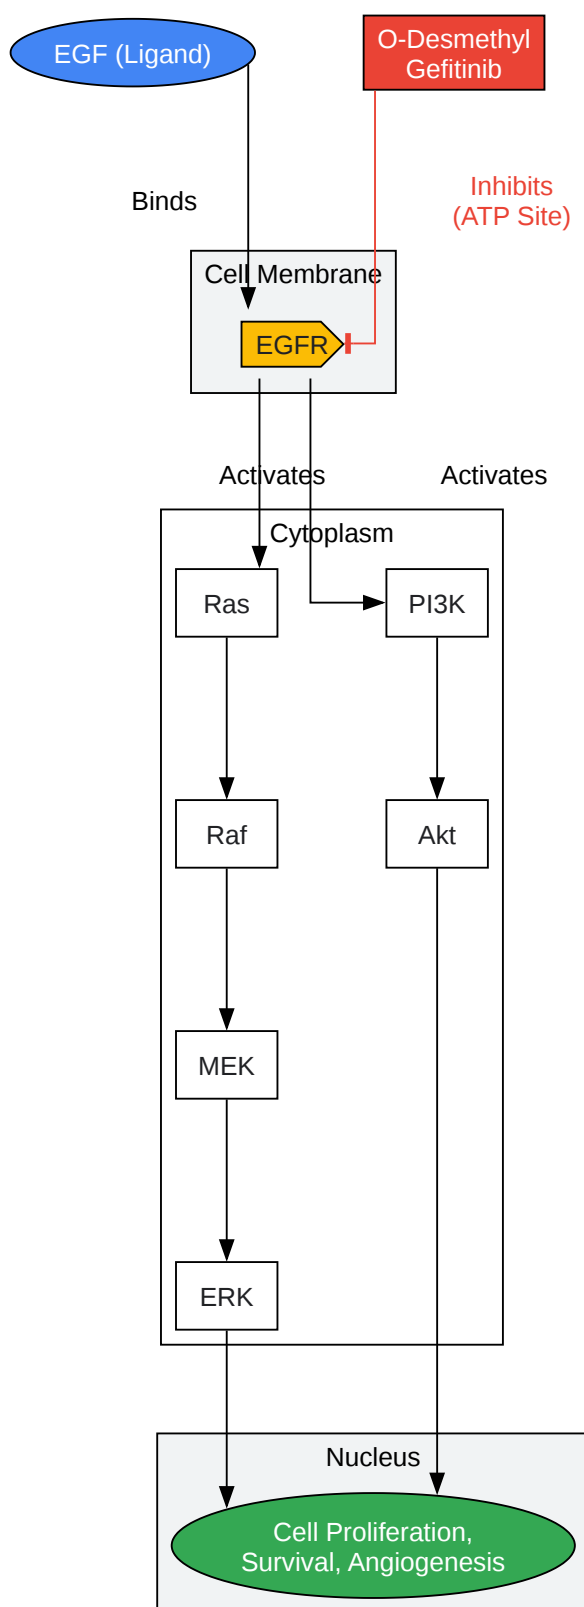 EGF (Ligand)
O-Desmethyl
Gefitinib
Binds
Inhibits
(ATP Site)
Cell Membrane
EGFR
Activates
Activates
Cytoplasm
Ras
PI3K
Raf
Akt
MEK
ERK
Nucleus
Cell Proliferation,
Survival, Angiogenesis